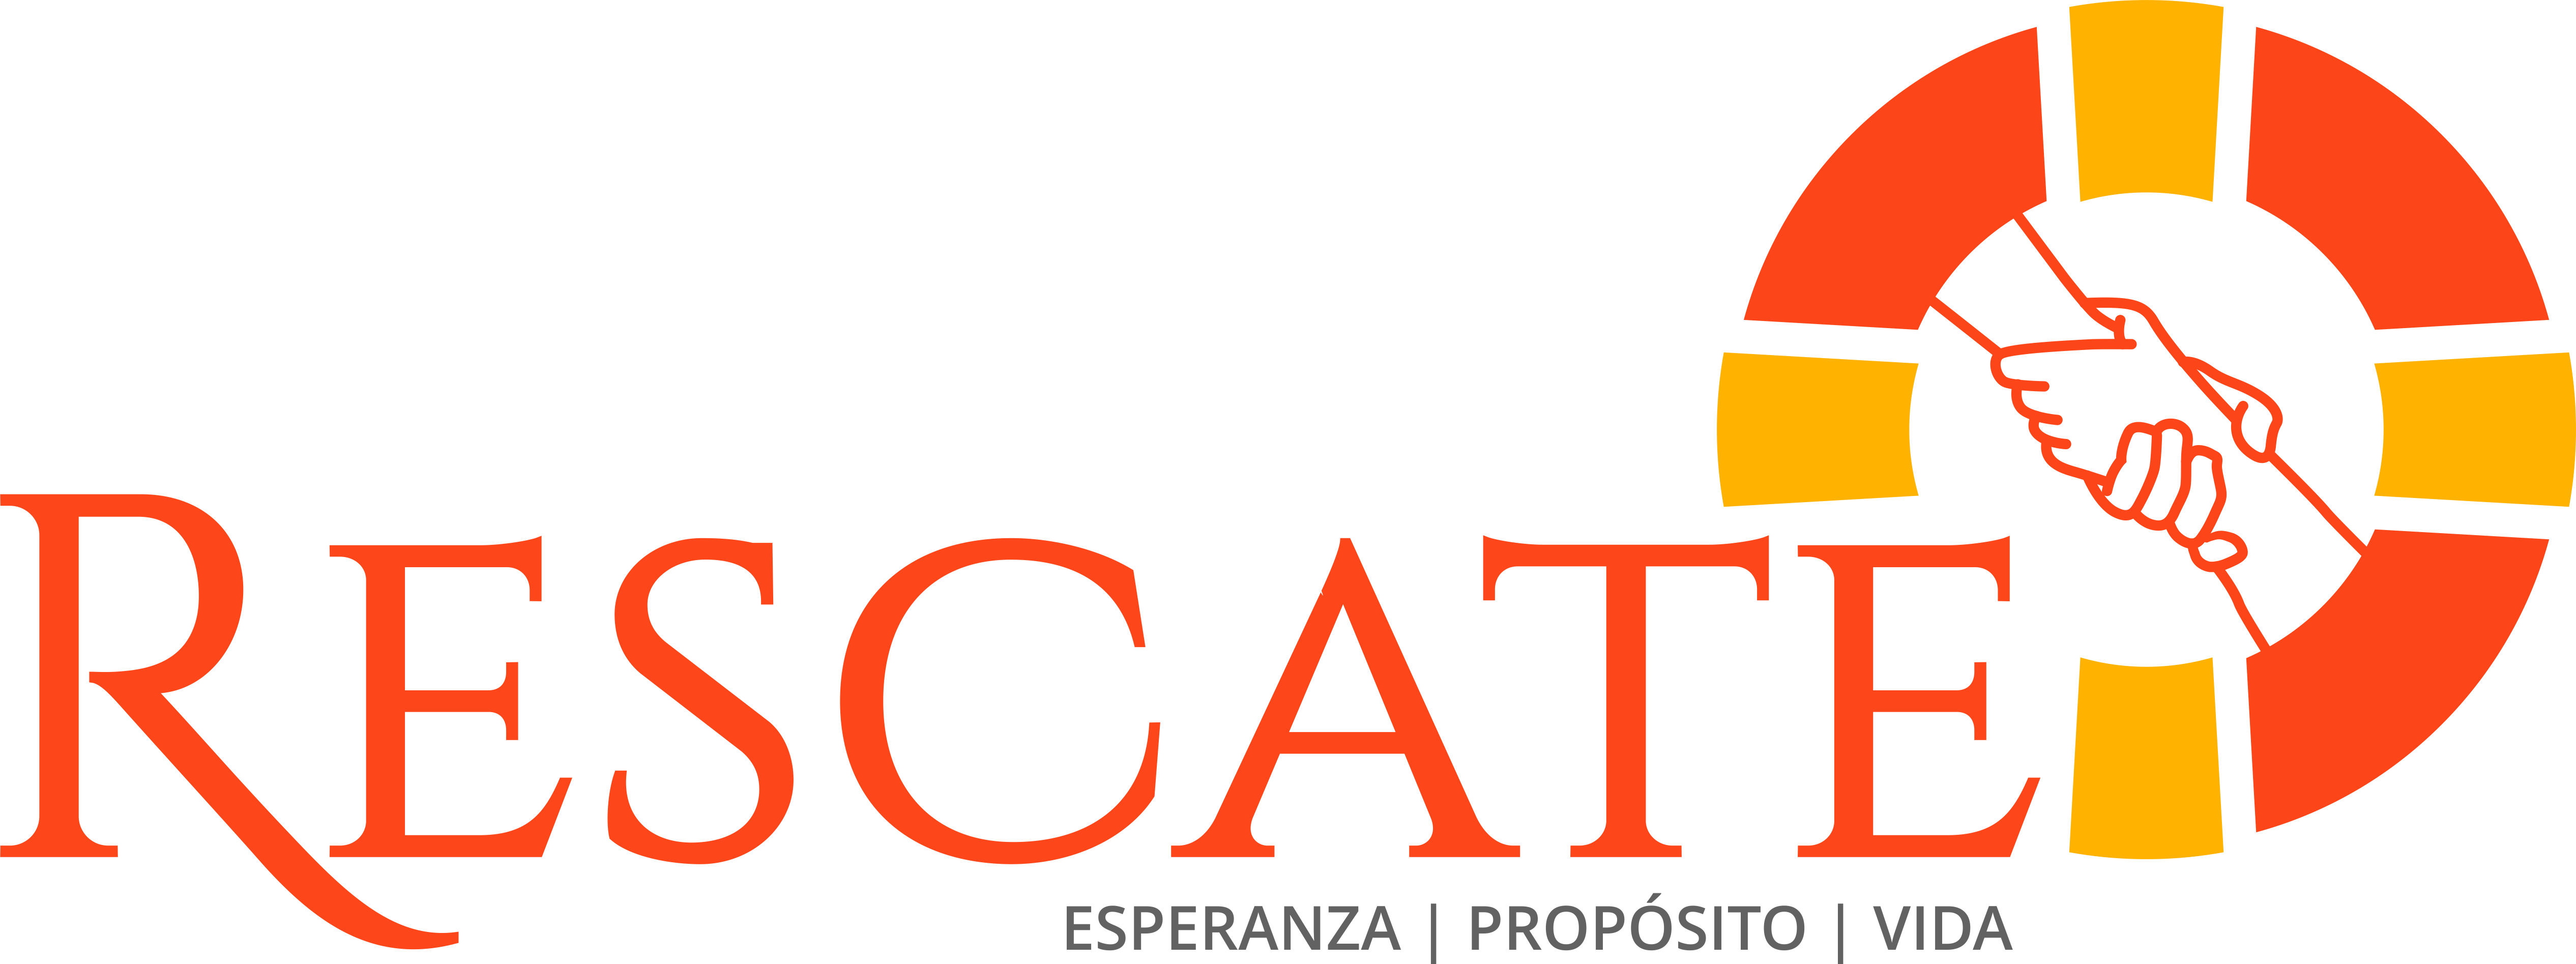 RESCATE
ESPERANZA | PROPÓSITO | VIDA